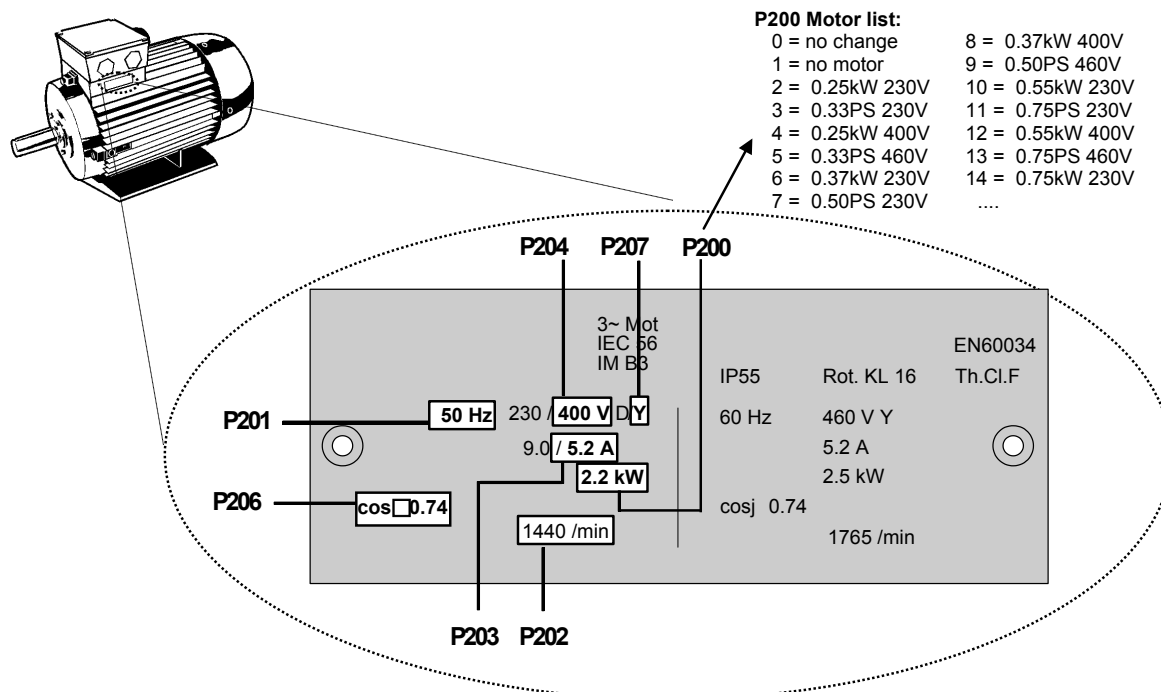 P200 Motor list:
0 = no change
1 = no motor
2 = 0.25kW 230V
3 = 0.33PS 230V
4 = 0.25kW 400V
5 = 0.33PS 460V
6 = 0.37kW 230V
7 = 0.50PS 230V
8 = 0.37kW 400V
9 = 0.50PS 460V
10 = 0.55kW 230V
11 = 0.75PS 230V
12 = 0.55kW 400V
13 = 0.75PS 460V
14 = 0.75kW 230V
....
P204 P207 P200
3~ Mot
IEC 56
IM B3
EN60034
IP55 Rot. KL 16 Th.Cl.F
P201 50 Hz 230 / 400 V D Y 60 Hz 460 V Y
9.0 / 5.2 A 5.2 A
2.2 kW 2.5 kW
P206 cos□0.74 cosj 0.74
1440 /min 1765 /min
P203 P202